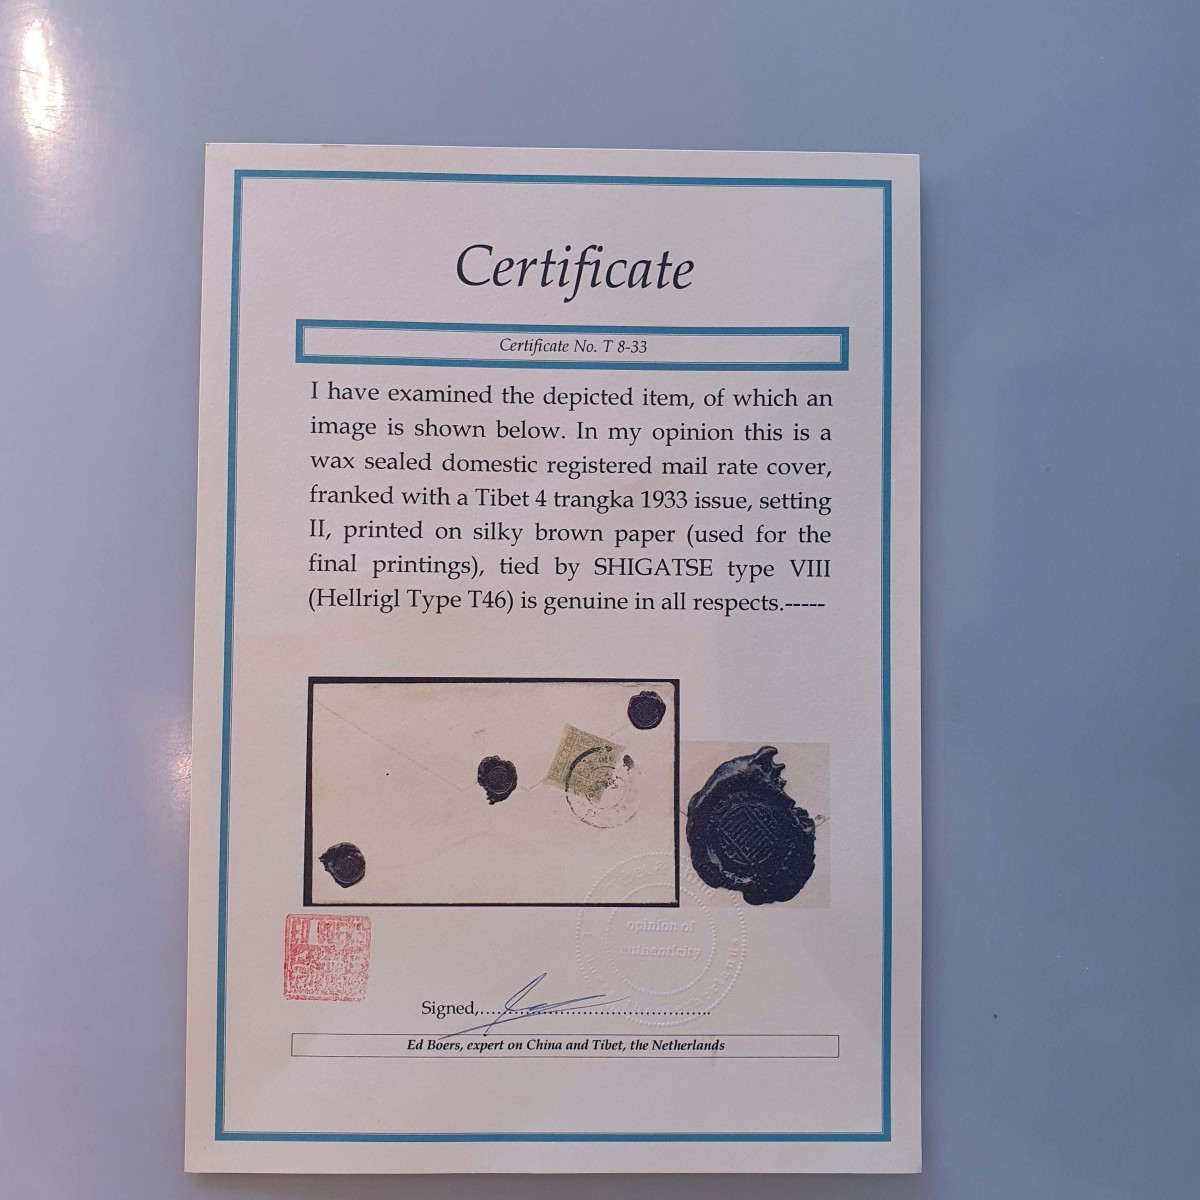 Certificate
Certificate No. T 8-33
I have examined the depicted item, of which an
image is shown below. In my opinion this is a
wax sealed domestic registered mail rate cover,
franked with a Tibet 4 trangka 1933 issue, setting
II, printed on silky brown paper (used for the
final printings), tied by SHIGATSE type VIII
(Hellrigl Type T46) is genuine in all respects.-----
opinion of
authenticity
ED BOERS
Signed,........................................
Ed Boers, expert on China and Tibet, the Netherlands